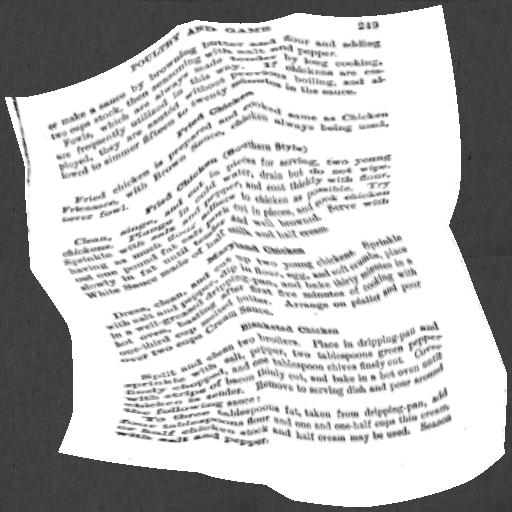 POULTRY AND GAME 249
or make a sauce by browning butter and flour and adding
two cups stock, then seasoning with salt and pepper.
Fowls, which are always made tender by long cooking,
are frequently utilized in this way. If chickens are em-
ployed, they are sautéd without previous boiling, and al-
lowed to simmer fifteen to twenty minutes in the sauce.
Fried Chicken
Fried chicken is prepared and cooked same as Chicken
Fricassee, with Brown Sauce, chicken always being used,
never fowl.
Fried Chicken (Southern Style)
Clean, singe, and cut in pieces for serving, two young
chickens. Plunge in cold water, drain but do not wipe.
Sprinkle with salt and pepper, and coat thickly with flour,
having as much flour adhere to chicken as possible. Try
out one pound fat salt pork cut in pieces, and cook chicken
slowly in fat until tender and well browned. Serve with
White Sauce made of half milk and half cream.
Maryland Chicken
Dress, clean, and cut up two young chickens. Sprinkle
with salt and pepper, dip in flour, egg, and soft crumbs, place
in a well-greased dripping-pan, and bake thirty minutes in a
hot oven, basting after first five minutes of cooking with
one-third cup melted butter. Arrange on platter and pour
over two cups Cream Sauce.
Blanketed Chicken
Split and clean two broilers. Place in dripping-pan and
sprinkle with salt, pepper, two tablespoons green pepper
finely chopped, and one tablespoon chives finely cut. Cover
with strips of bacon thinly cut, and bake in a hot oven until
chicken is tender. Remove to serving dish and pour around
the following sauce:
To three tablespoons fat, taken from dripping-pan, add
four tablespoons flour and one and one-half cups thin cream
or half chicken stock and half cream may be used. Season
with salt and pepper.